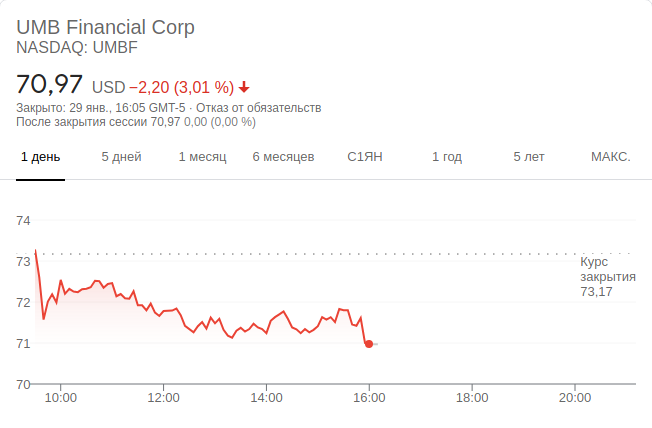 UMB Financial Corp
NASDAQ: UMBF
70,97 USD −2,20 (3,01 %)
Закрыто: 29 янв., 16:05 GMT-5 · Отказ от обязательств
После закрытия сессии 70,97 0,00 (0,00 %)
1 день 5 дней 1 месяц 6 месяцев С1ЯН 1 год 5 лет МАКС.
74
73
72
71
70
Курс
закрытия
73,17
10:00 12:00 14:00 16:00 18:00 20:00